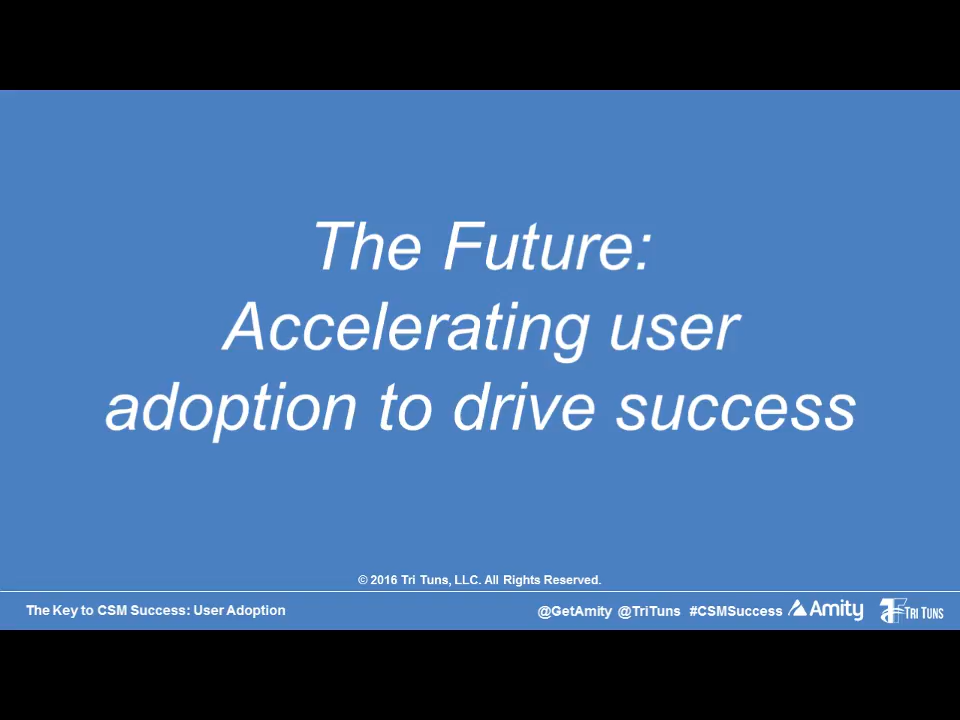 The Future:
Accelerating user
adoption to drive success
© 2016 Tri Tuns, LLC. All Rights Reserved.
The Key to CSM Success: User Adoption
@GetAmity @TriTuns #CSMSuccess Amity TRI TUNS